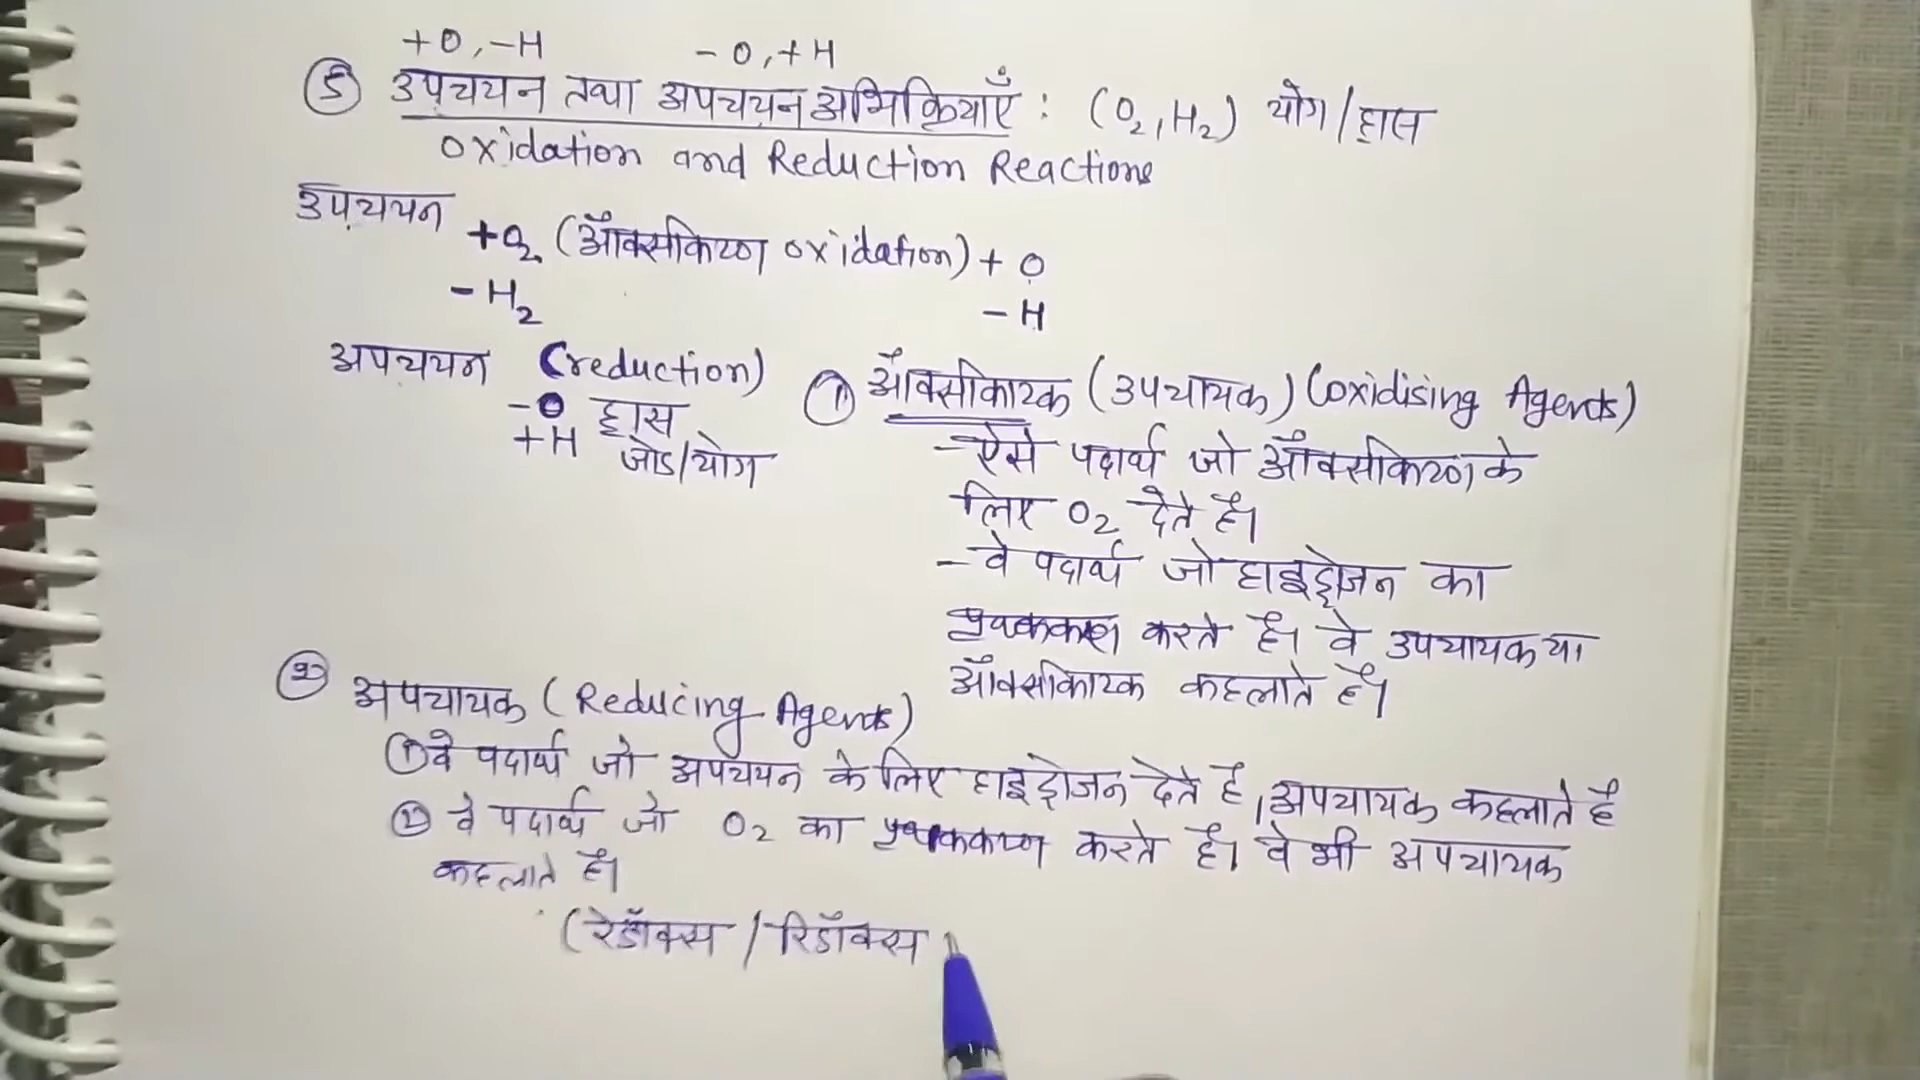 +O, -H -O, +H
⑤ उपचयन तथा अपचयन अभिक्रियाएँ : (O₂, H₂) योग/ह्रास
Oxidation and Reduction Reactions
उपचयन
+O₂ (ऑक्सीकरण oxidation) + O
-H₂ -H
अपचयन (reduction)
-O ह्रास
+H जोड/योग
① ऑक्सीकारक (उपचायक) (oxidising Agents)
- ऐसे पदार्थ जो ऑक्सीकरण के
लिए O₂ देते है।
- वे पदार्थ जो हाइड्रोजन का
पृथक्करण करते है। वे उपचायक या
ऑक्सीकारक कहलाते है।
② अपचायक (Reducing Agents)
① वे पदार्थ जो अपचयन के लिए हाइड्रोजन देते है, अपचायक कहलाते है
② वे पदार्थ जो O₂ का पृथक्करण करते है। वे भी अपचायक
कहलाते है।
(रेडॉक्स / रिडॉक्स